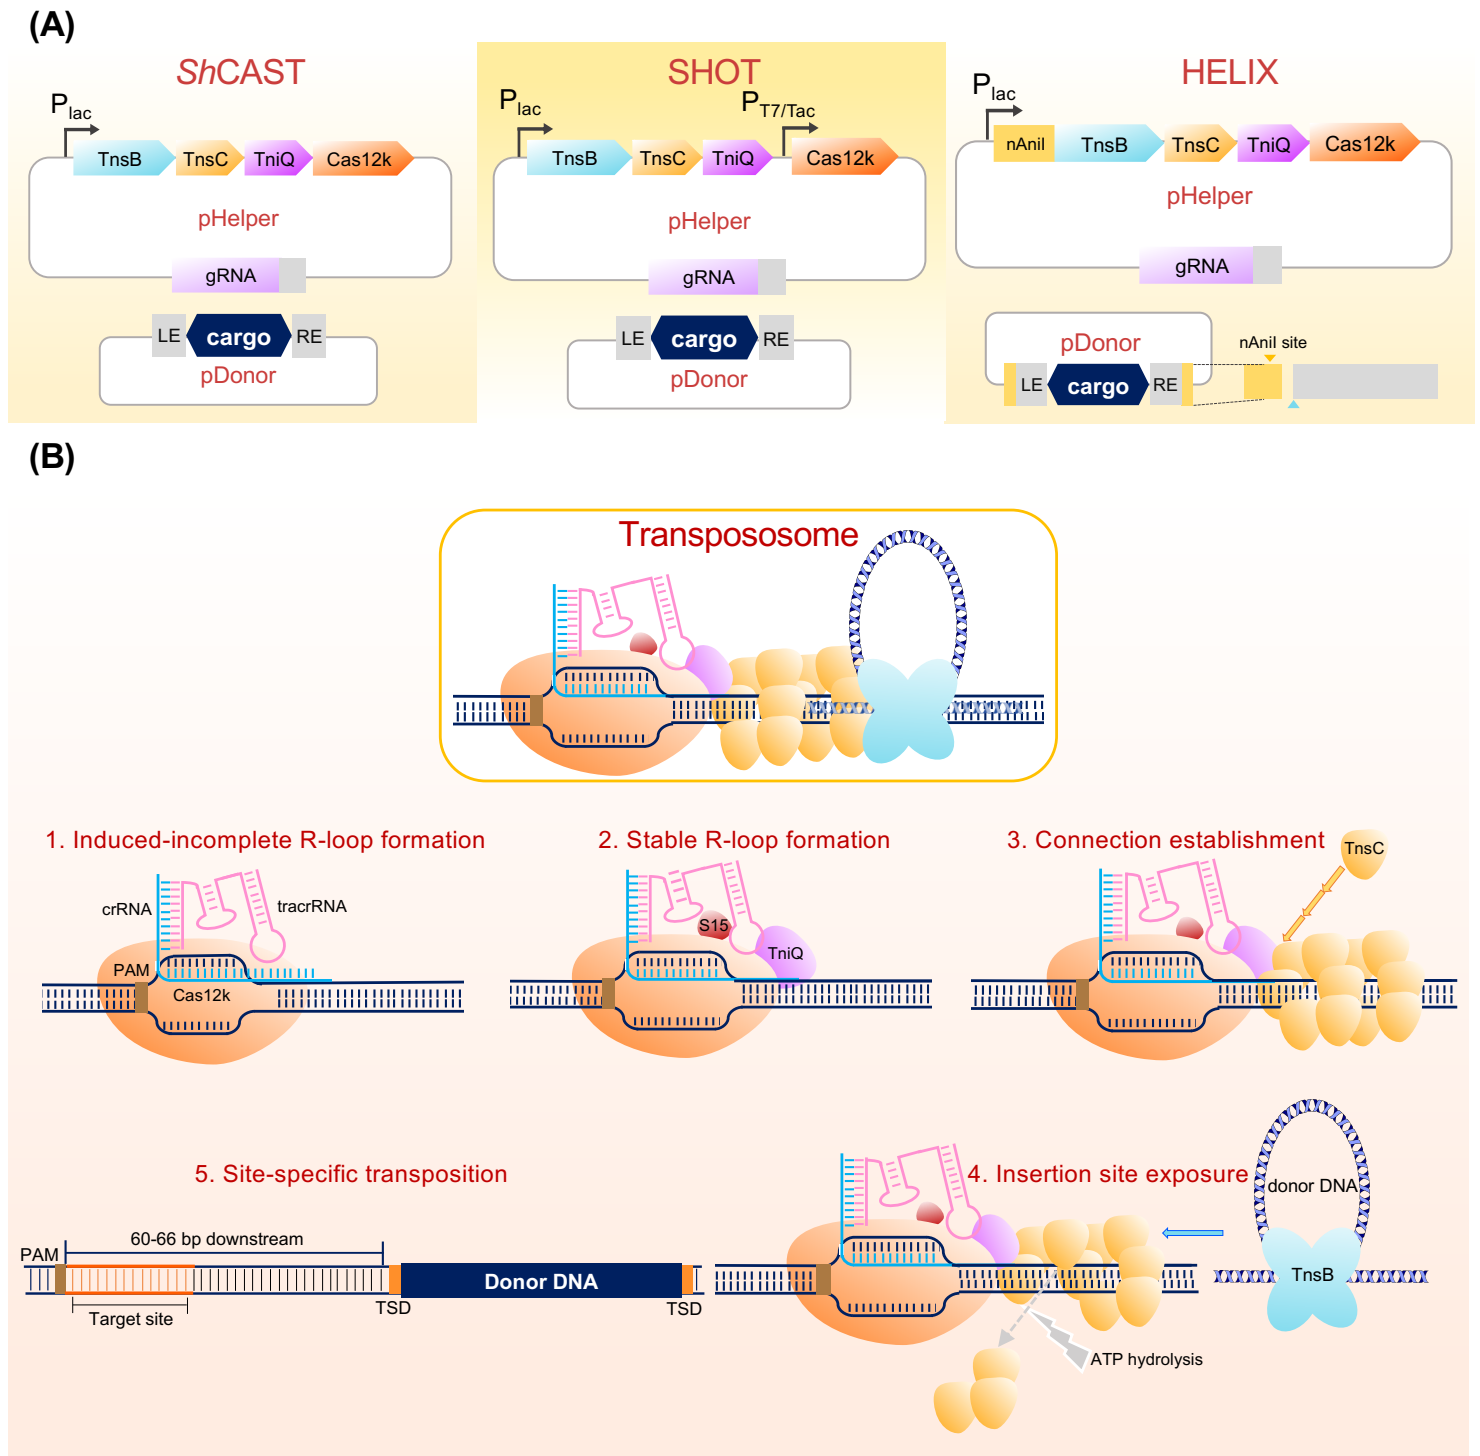 (A)
ShCAST
Plac
TnsB
TnsC
TniQ
Cas12k
pHelper
gRNA
LE
cargo
RE
pDonor
SHOT
Plac
PT7/Tac
TnsB
TnsC
TniQ
Cas12k
pHelper
gRNA
LE
cargo
RE
pDonor
HELIX
Plac
nAniI
TnsB
TnsC
TniQ
Cas12k
pHelper
gRNA
pDonor
nAniI site
LE
cargo
RE
(B)
Transpososome
1. Induced-incomplete R-loop formation
crRNA
tracrRNA
PAM
Cas12k
2. Stable R-loop formation
S15
TniQ
3. Connection establishment
TnsC
5. Site-specific transposition
60-66 bp downstream
PAM
Donor DNA
TSD
TSD
Target site
4. Insertion site exposure
donor DNA
TnsB
ATP hydrolysis